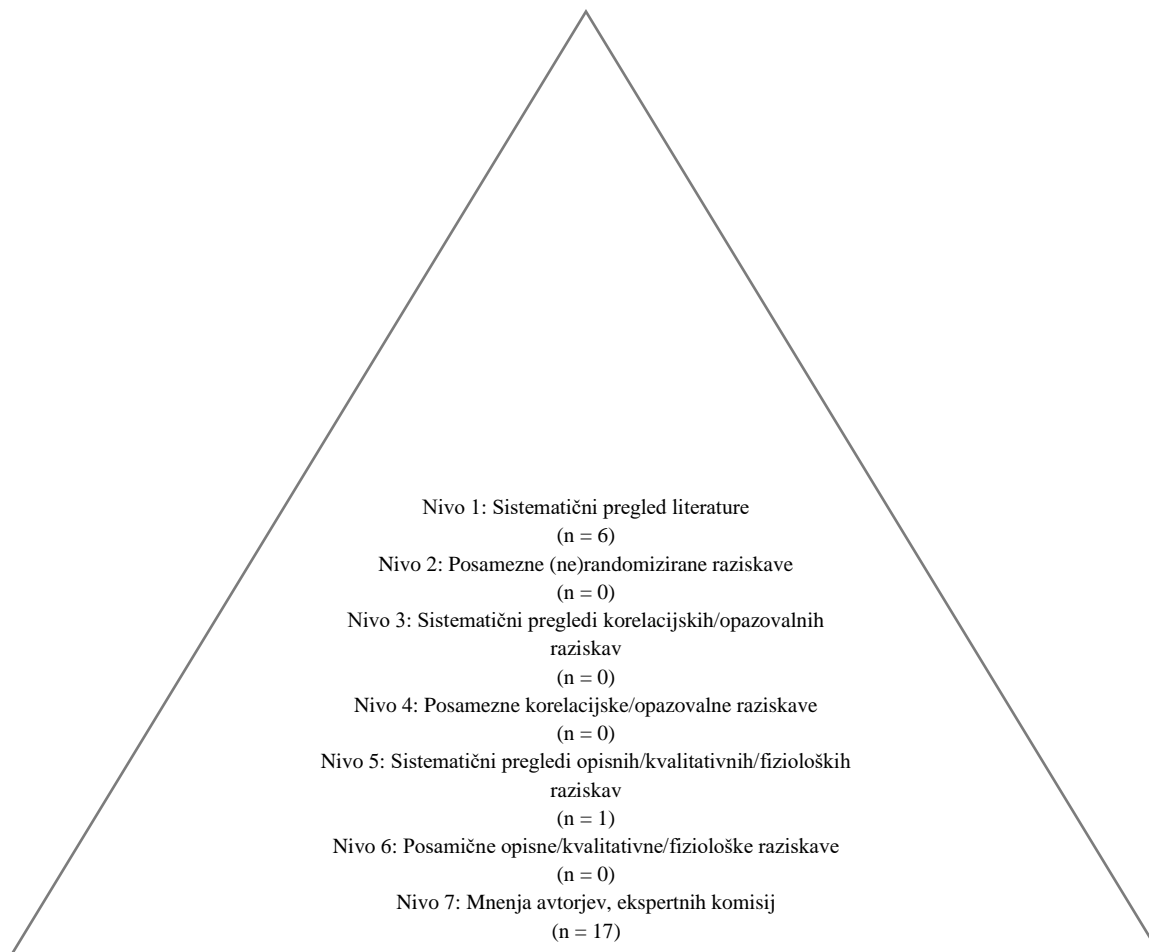 Nivo 1: Sistematični pregled literature
(n = 6)
Nivo 2: Posamezne (ne)randomizirane raziskave
(n = 0)
Nivo 3: Sistematični pregledi korelacijskih/opazovalnih
raziskav
(n = 0)
Nivo 4: Posamezne korelacijske/opazovalne raziskave
(n = 0)
Nivo 5: Sistematični pregledi opisnih/kvalitativnih/fizioloških
raziskav
(n = 1)
Nivo 6: Posamične opisne/kvalitativne/fiziološke raziskave
(n = 0)
Nivo 7: Mnenja avtorjev, ekspertnih komisij
(n = 17)